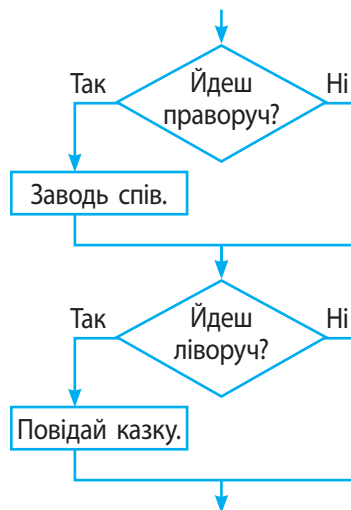 Так
Йдеш
праворуч?
Ні
Заводь спів.
Так
Йдеш
ліворуч?
Ні
Повідай казку.